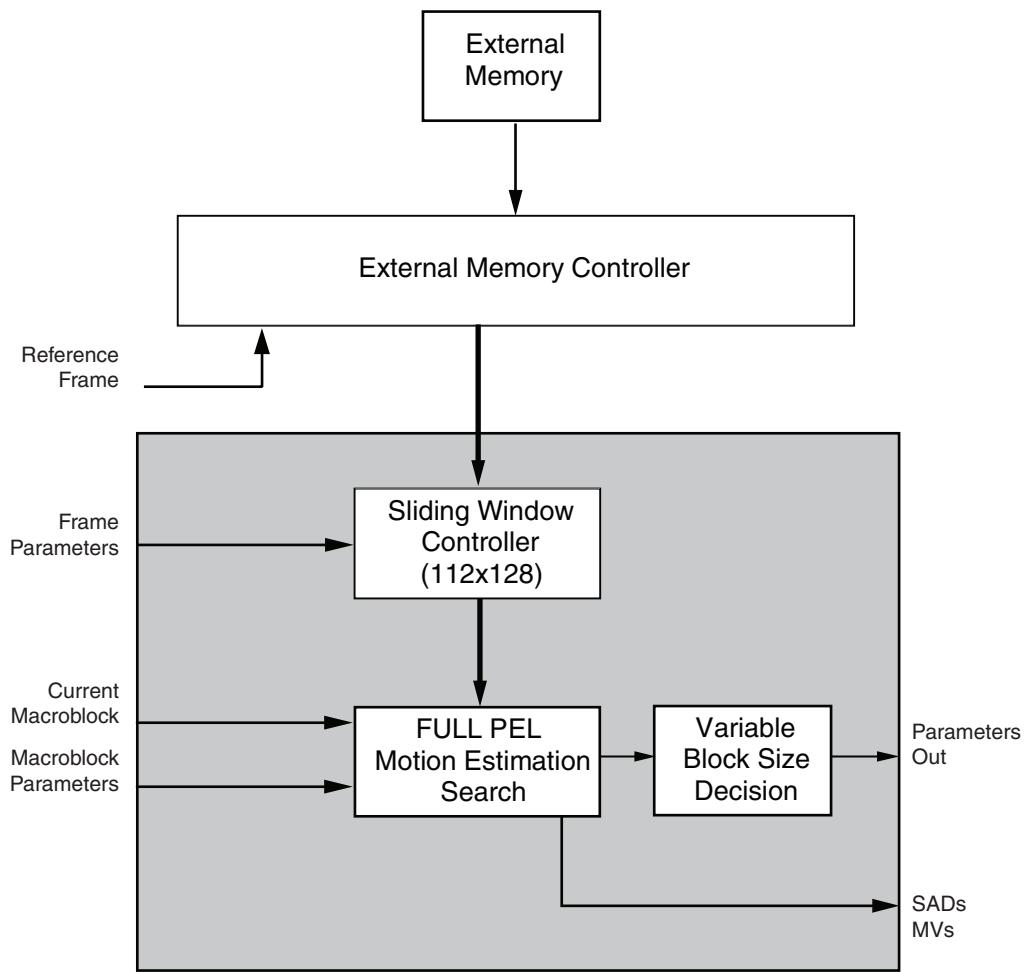 External
Memory
External Memory Controller
Reference
Frame
Frame
Parameters
Sliding Window
Controller
(112x128)
Current
Macroblock
Macroblock
Parameters
FULL PEL
Motion Estimation
Search
Variable
Block Size
Decision
Parameters
Out
SADs
MVs